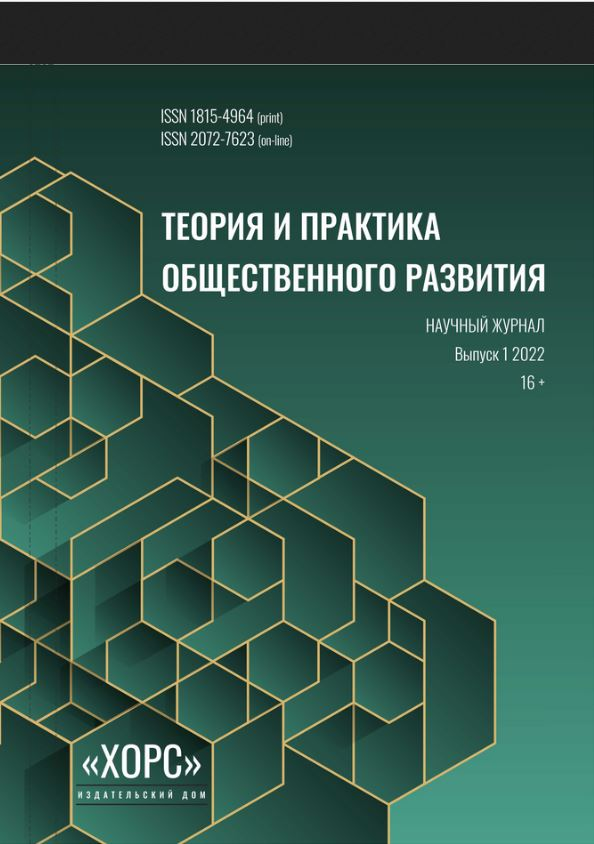 ISSN 1815-4964 (print)
ISSN 2072-7623 (on-line)
ТЕОРИЯ И ПРАКТИКА
ОБЩЕСТВЕННОГО РАЗВИТИЯ
НАУЧНЫЙ ЖУРНАЛ
Выпуск 1 2022
16 +
«ХОРС»
ИЗДАТЕЛЬСКИЙ ДОМ